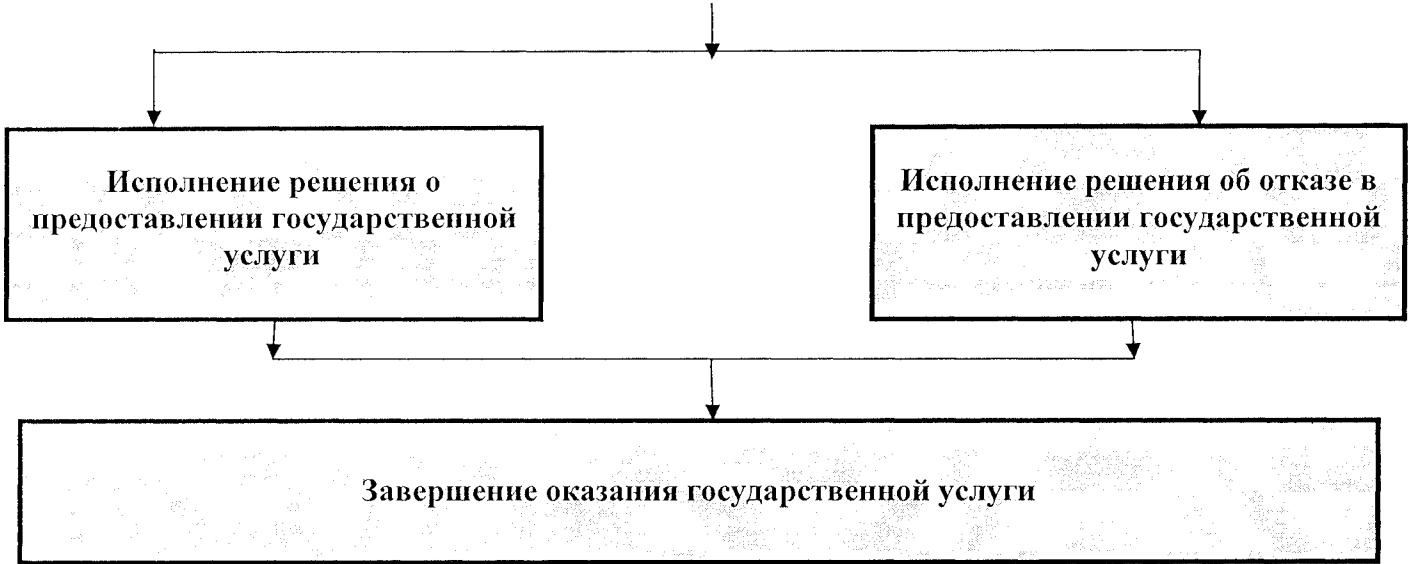 Исполнение решения о
предоставлении государственной
услуги
Исполнение решения об отказе в
предоставлении государственной
услуги
Завершение оказания государственной услуги